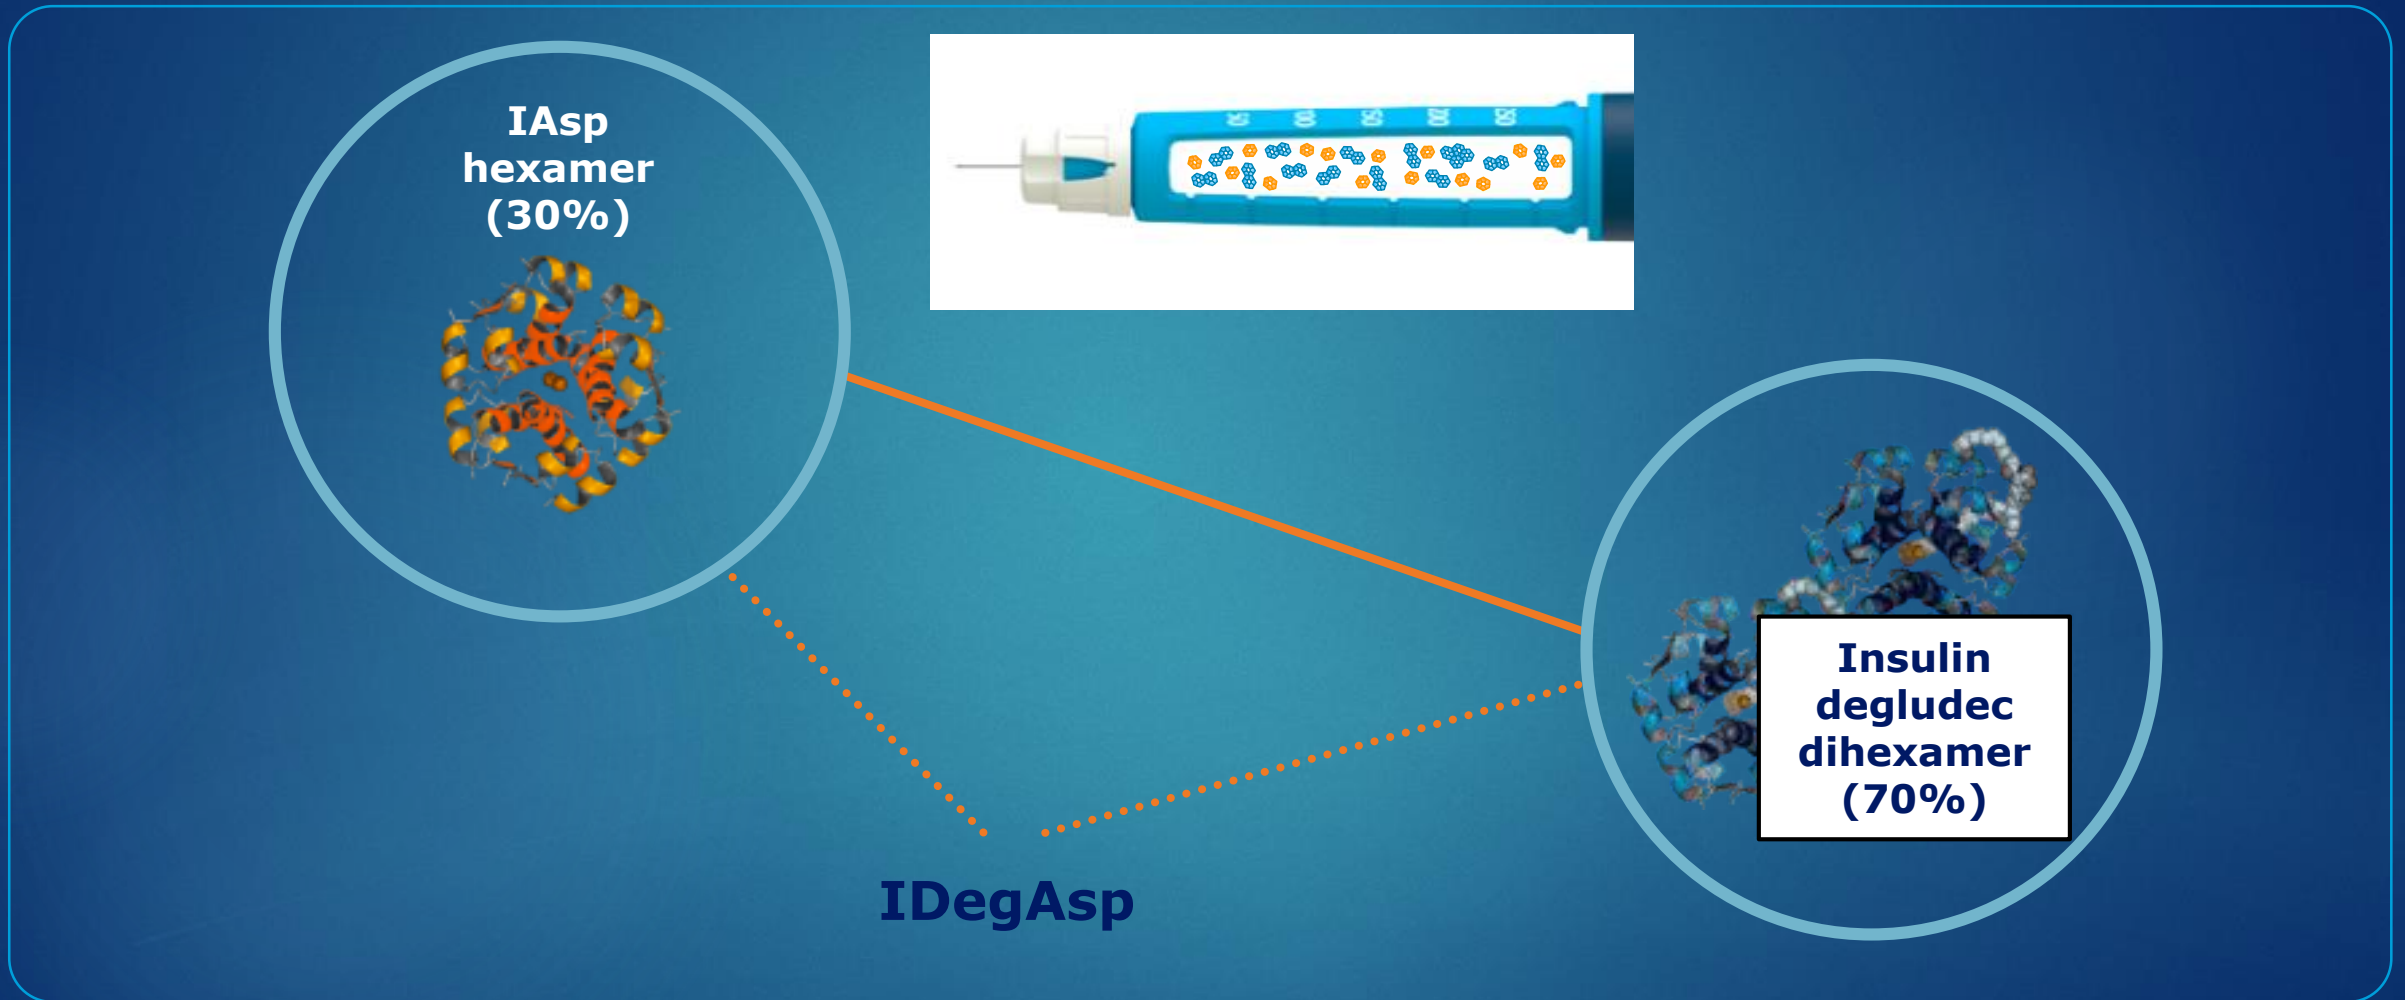 IAsp
hexamer
(30%)
Insulin
degludec
dihexamer
(70%)
IDegAsp